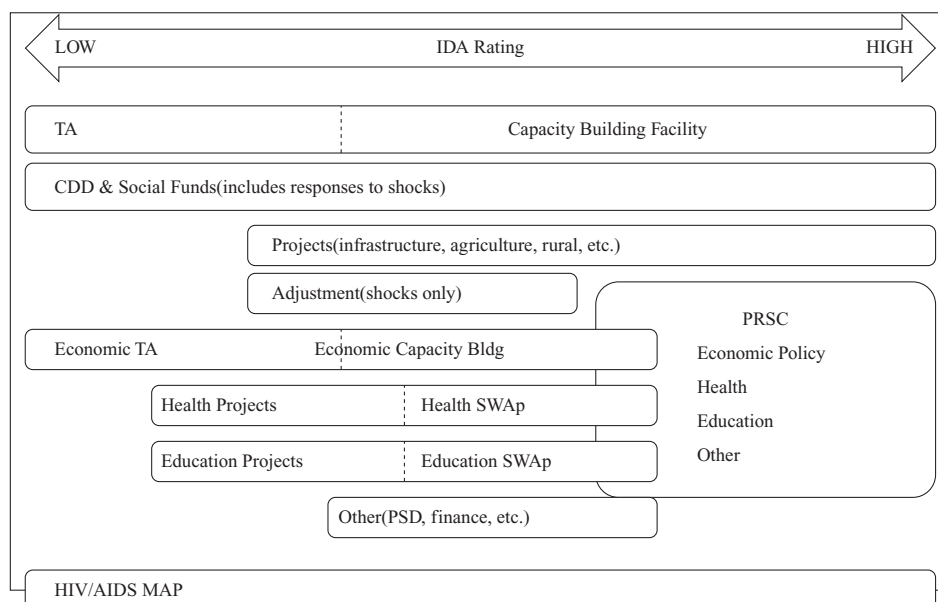 LOW IDA Rating HIGH
TA Capacity Building Facility
CDD & Social Funds(includes responses to shocks)
Projects(infrastructure, agriculture, rural, etc.)
Adjustment(shocks only)
PRSC
Economic TA Economic Capacity Bldg
Economic Policy
Health
Education
Other
Health Projects Health SWAp
Education Projects Education SWAp
Other(PSD, finance, etc.)
HIV/AIDS MAP